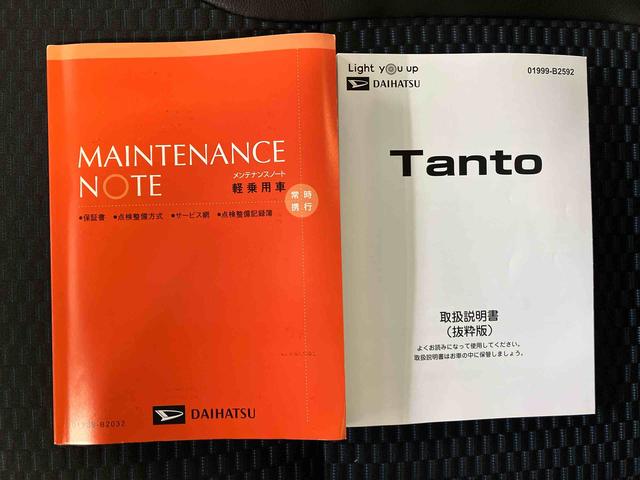 MAINTENANCE
NOTE
メンテナンスノート
軽乗用車
常時
携行
●保証書 ●点検整備方式 ●サービス網 ●点検整備記録簿
DAIHATSU
01999-B2032
Light you up
DAIHATSU
01999-B2592
Tanto
取扱説明書
(抜粋版)
よくお読みになって使用してください。
取扱説明書はお車の中に保管しましょう。